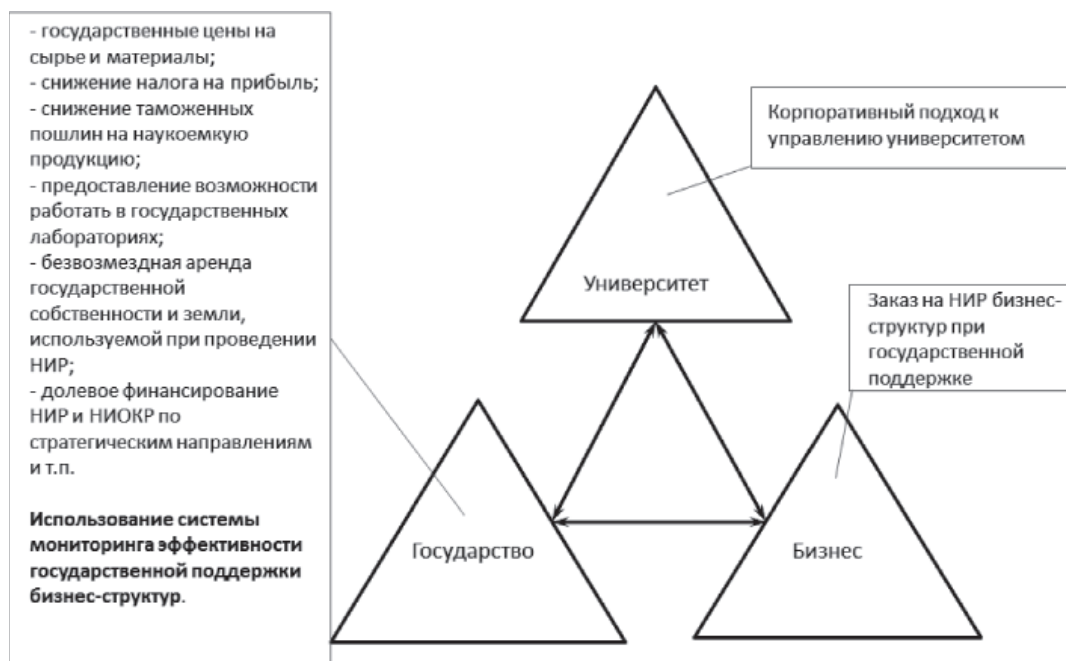 - государственные цены на
сырье и материалы;
- снижение налога на прибыль;
- снижение таможенных
пошлин на наукоемкую
продукцию;
- предоставление возможности
работать в государственных
лабораториях;
- безвозмездная аренда
государственной
собственности и земли,
используемой при проведении
НИР;
- долевое финансирование
НИР и НИОКР по
стратегическим направлениям
и т.п.
Использование системы
мониторинга эффективности
государственной поддержки
бизнес-структур.
Корпоративный подход к
управлению университетом
Университет
Заказ на НИР бизнес-
структур при
государственной
поддержке
Государство
Бизнес